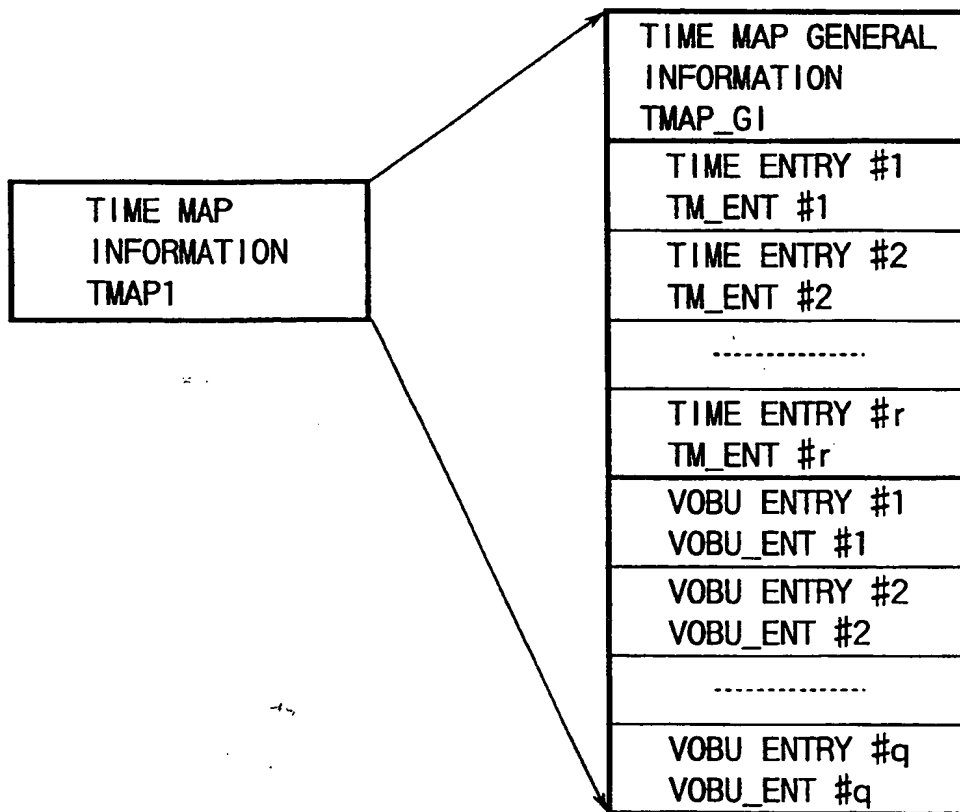 TIME MAP
INFORMATION
TMAP1
TIME MAP GENERAL
INFORMATION
TMAP_GI
TIME ENTRY #1
TM_ENT #1
TIME ENTRY #2
TM_ENT #2
TIME ENTRY #r
TM_ENT #r
VOBU ENTRY #1
VOBU_ENT #1
VOBU ENTRY #2
VOBU_ENT #2
VOBU ENTRY #q
VOBU_ENT #q